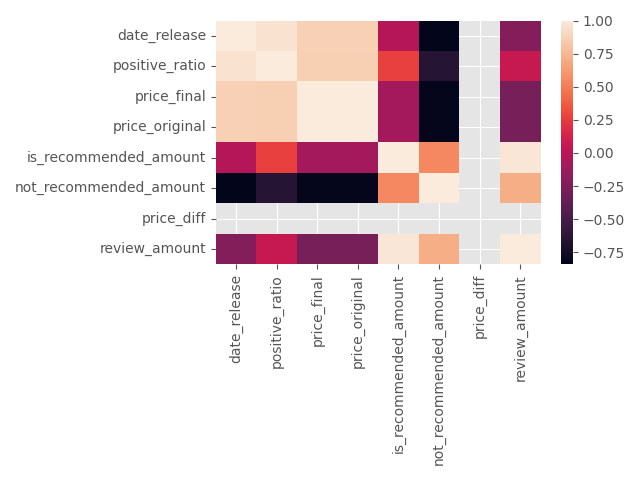 date_release
positive_ratio
price_final
price_original
is_recommended_amount
not_recommended_amount
price_diff
review_amount
date_release
positive_ratio
price_final
price_original
is_recommended_amount
not_recommended_amount
price_diff
review_amount
1.00
0.75
0.50
0.25
0.00
−0.25
−0.50
−0.75